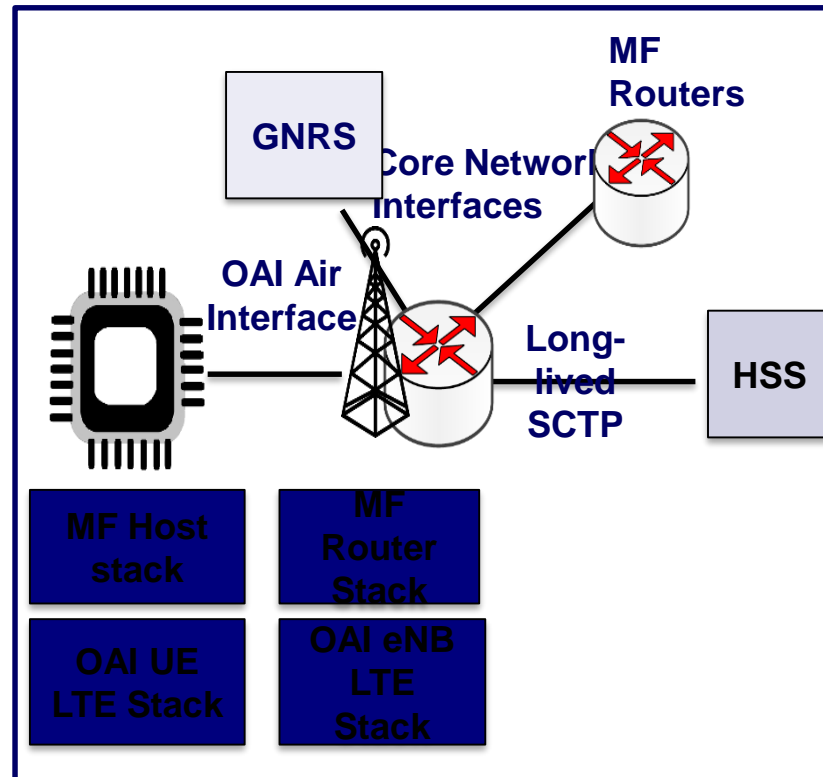 MF
Routers
GNRS
Core Network
Interfaces
OAI Air
Interface
Long-
lived
SCTP
HSS
MF Host
stack
MF
Router
Stack
OAI UE
LTE Stack
OAI eNB
LTE
Stack